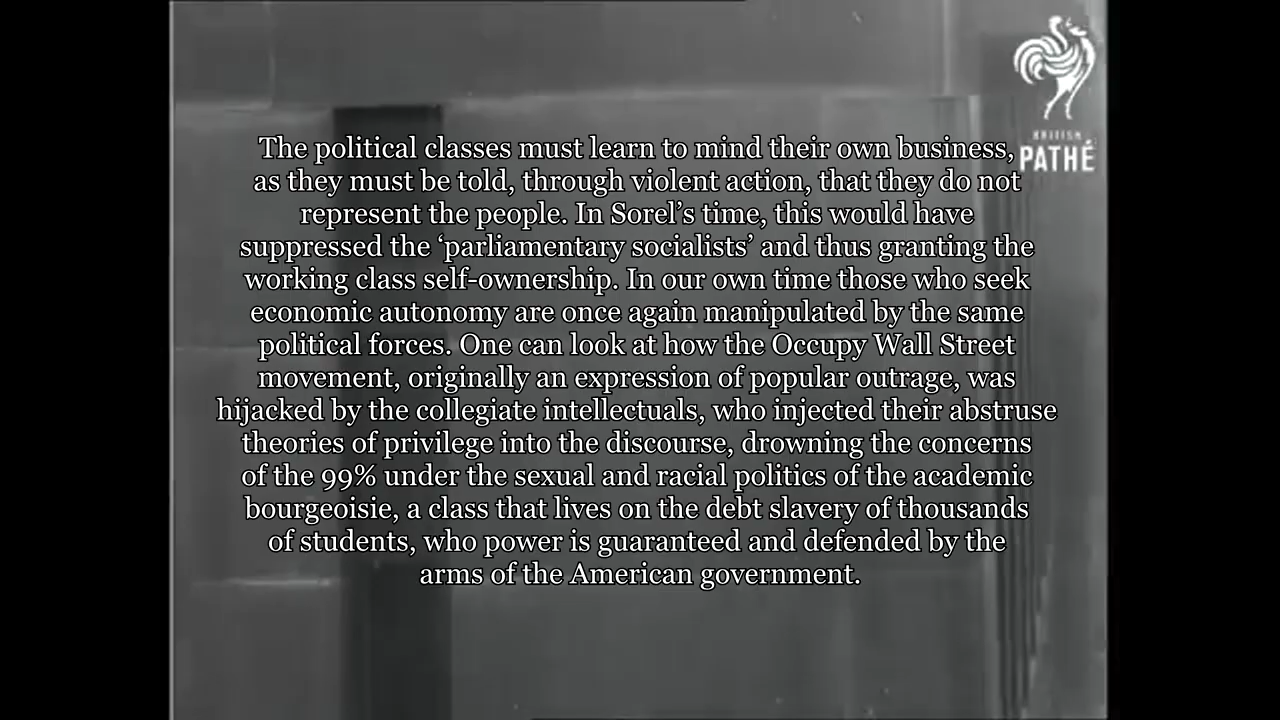 The political classes must learn to mind their own business,
as they must be told, through violent action, that they do not
represent the people. In Sorel’s time, this would have
suppressed the ‘parliamentary socialists’ and thus granting the
working class self-ownership. In our own time those who seek
economic autonomy are once again manipulated by the same
political forces. One can look at how the Occupy Wall Street
movement, originally an expression of popular outrage, was
hijacked by the collegiate intellectuals, who injected their abstruse
theories of privilege into the discourse, drowning the concerns
of the 99% under the sexual and racial politics of the academic
bourgeoisie, a class that lives on the debt slavery of thousands
of students, who power is guaranteed and defended by the
arms of the American government.
BRITISH
PATHÉ